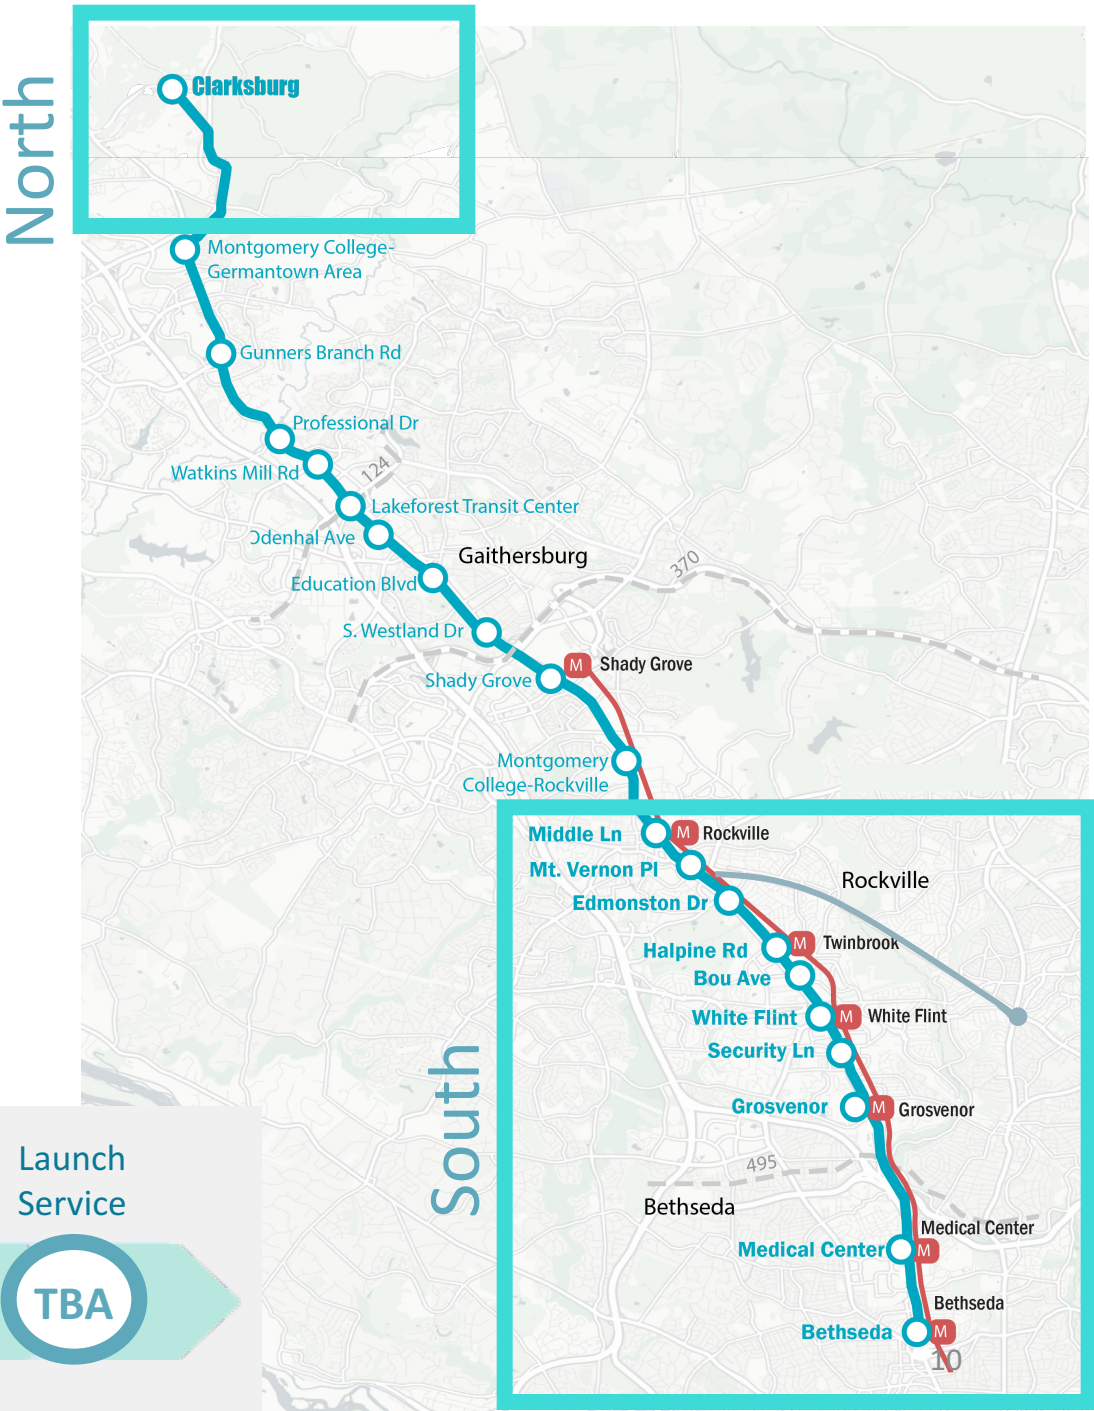 North
Clarksburg
Montgomery College-
Germantown Area
Gunners Branch Rd
Professional Dr
Watkins Mill Rd
124
Lakeforest Transit Center
Odenhal Ave
Gaithersburg
Education Blvd
370
S. Westland Dr
M Shady Grove
Shady Grove
Montgomery
College-Rockville
Middle Ln
M Rockville
Mt. Vernon Pl
Rockville
Edmonston Dr
Halpine Rd
M Twinbrook
Bou Ave
White Flint
M White Flint
Security Ln
Grosvenor
M Grosvenor
South
495
Bethseda
Medical Center
Medical Center
M
Bethseda
Bethseda
M
10
Launch
Service
TBA